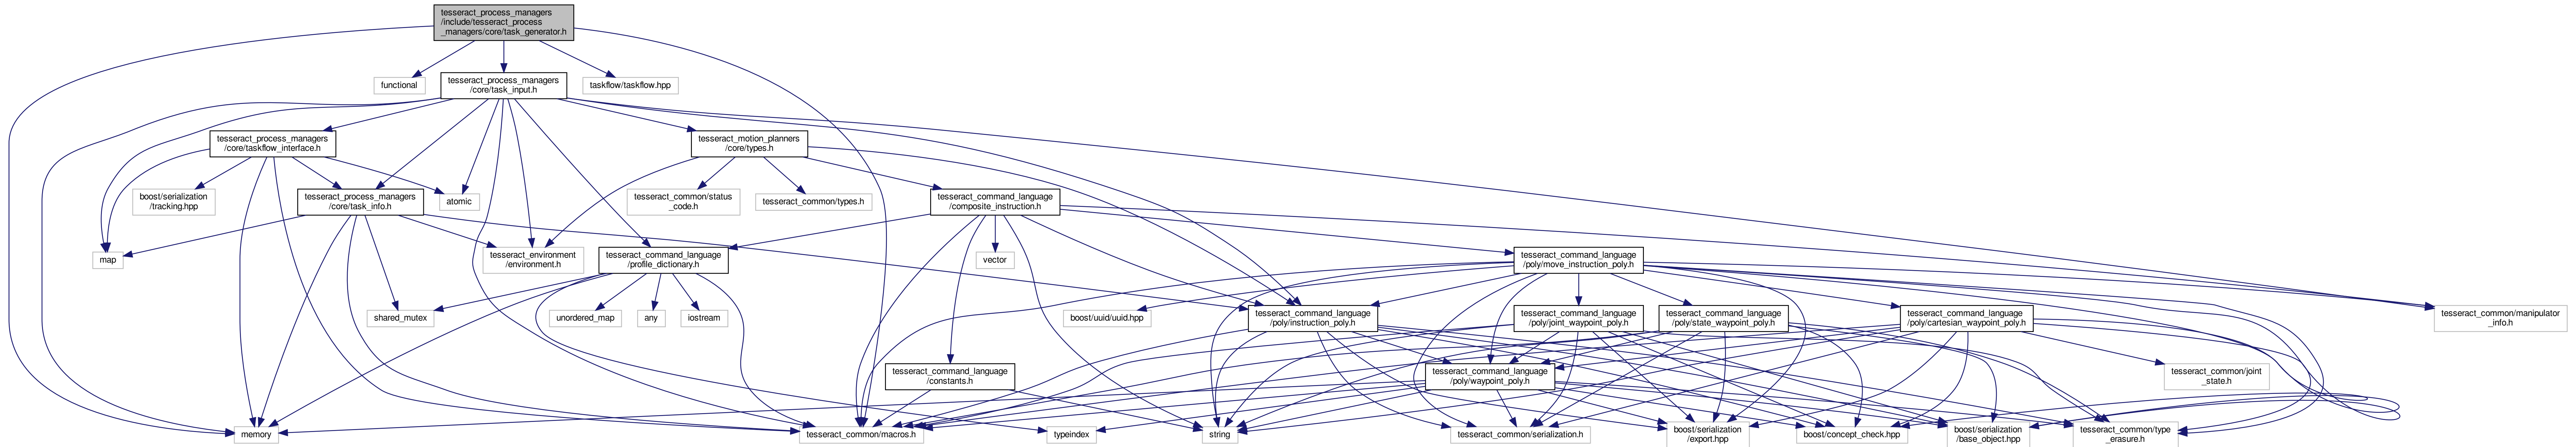 tesseract_process_managers
/include/tesseract_process
_managers/core/task_generator.h
functional
tesseract_process_managers
/core/task_input.h
taskflow/taskflow.hpp
tesseract_process_managers
/core/taskflow_interface.h
tesseract_motion_planners
/core/types.h
boost/serialization
/tracking.hpp
tesseract_process_managers
/core/task_info.h
atomic
tesseract_common/status
_code.h
tesseract_common/types.h
tesseract_command_language
/composite_instruction.h
map
tesseract_environment
/environment.h
tesseract_command_language
/profile_dictionary.h
vector
tesseract_command_language
/poly/move_instruction_poly.h
shared_mutex
unordered_map
any
iostream
boost/uuid/uuid.hpp
tesseract_command_language
/poly/instruction_poly.h
tesseract_command_language
/poly/joint_waypoint_poly.h
tesseract_command_language
/poly/state_waypoint_poly.h
tesseract_command_language
/poly/cartesian_waypoint_poly.h
tesseract_common/manipulator
_info.h
tesseract_command_language
/constants.h
tesseract_command_language
/poly/waypoint_poly.h
tesseract_common/joint
_state.h
memory
tesseract_common/macros.h
typeindex
string
tesseract_common/serialization.h
boost/serialization
/export.hpp
boost/concept_check.hpp
boost/serialization
/base_object.hpp
tesseract_common/type
_erasure.h